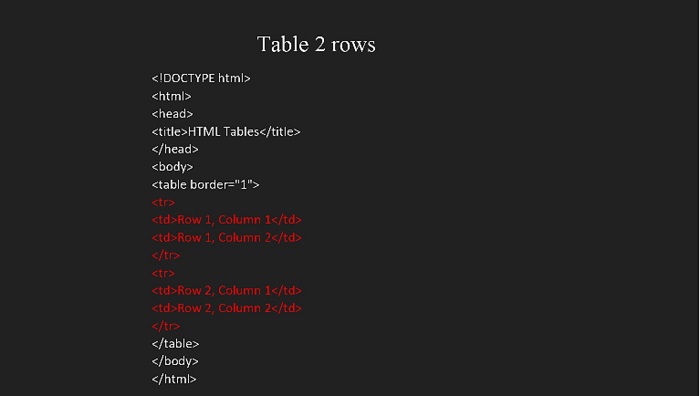 Table 2 rows
<!DOCTYPE html>
<html>
<head>
<title>HTML Tables</title>
</head>
<body>
<table border="1">
<tr>
<td>Row 1, Column 1</td>
<td>Row 1, Column 2</td>
</tr>
<tr>
<td>Row 2, Column 1</td>
<td>Row 2, Column 2</td>
</tr>
</table>
</body>
</html>